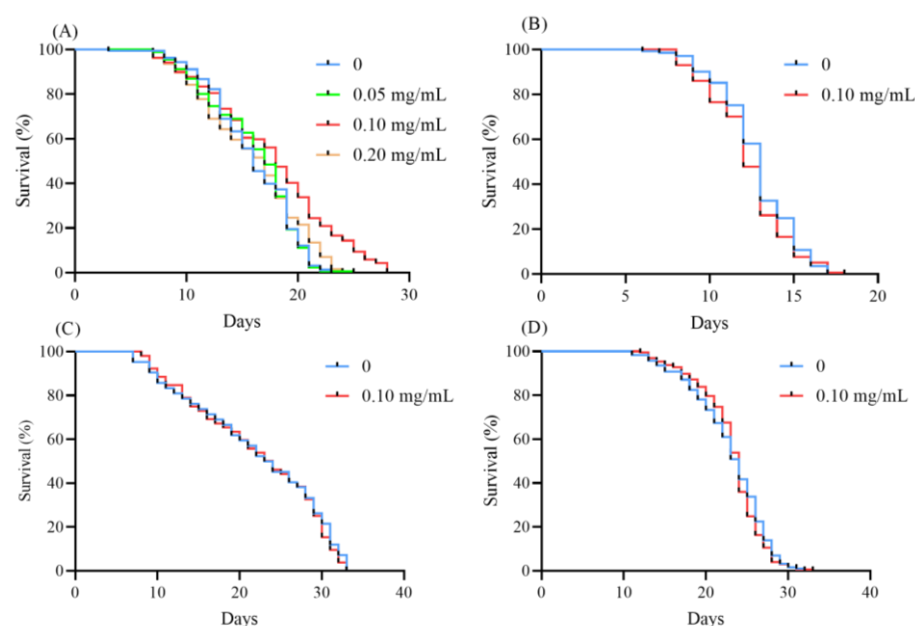 (A)
Survival (%)
100
80
60
40
20
0
0 10 20 30
Days
0
0.05 mg/mL
0.10 mg/mL
0.20 mg/mL
(B)
Survival (%)
100
80
60
40
20
0
0 5 10 15 20
Days
0
0.10 mg/mL
(C)
Survival (%)
100
80
60
40
20
0
0 10 20 30 40
Days
0
0.10 mg/mL
(D)
Survival (%)
100
80
60
40
20
0
0 10 20 30 40
Days
0
0.10 mg/mL